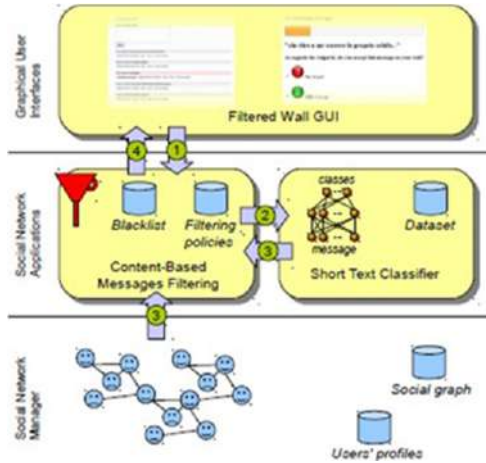 Graphical User
Interfaces
Filtered Wall GUI
4
1
Social Network
Applications
Blacklist
Filtering
policies
Content-Based
Messages Filtering
2
3
classes
message
Dataset
Short Text Classifier
3
Social Network
Manager
Social graph
Users' profiles